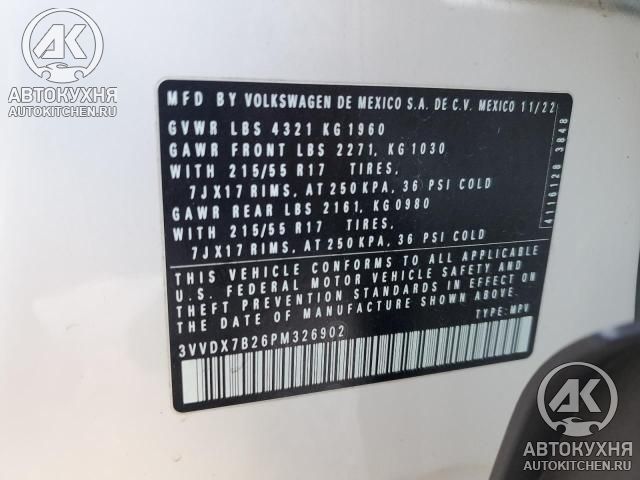 AK
АВТОКУХНЯ
AUTOKITCHEN.RU
MFD BY VOLKSWAGEN DE MEXICO S.A. DE C.V. MEXICO 11/22
GVWR LBS 4321 KG 1960
GAWR FRONT LBS 2271, KG 1030
WITH 215/55 R17 TIRES,
7JX17 RIMS, AT 250 KPA, 36 PSI COLD
GAWR REAR LBS 2161, KG 0980
WITH 215/55 R17 TIRES,
7JX17 RIMS, AT 250 KPA, 36 PSI COLD
THIS VEHICLE CONFORMS TO ALL APPLICABLE
U.S. FEDERAL MOTOR VEHICLE SAFETY AND
THEFT PREVENTION STANDARDS IN EFFECT ON
THE DATE OF MANUFACTURE SHOWN ABOVE.
3VVDX7B26PM326902 TYPE: MPV
4116128 3848
AK
АВТОКУХНЯ
AUTOKITCHEN.RU